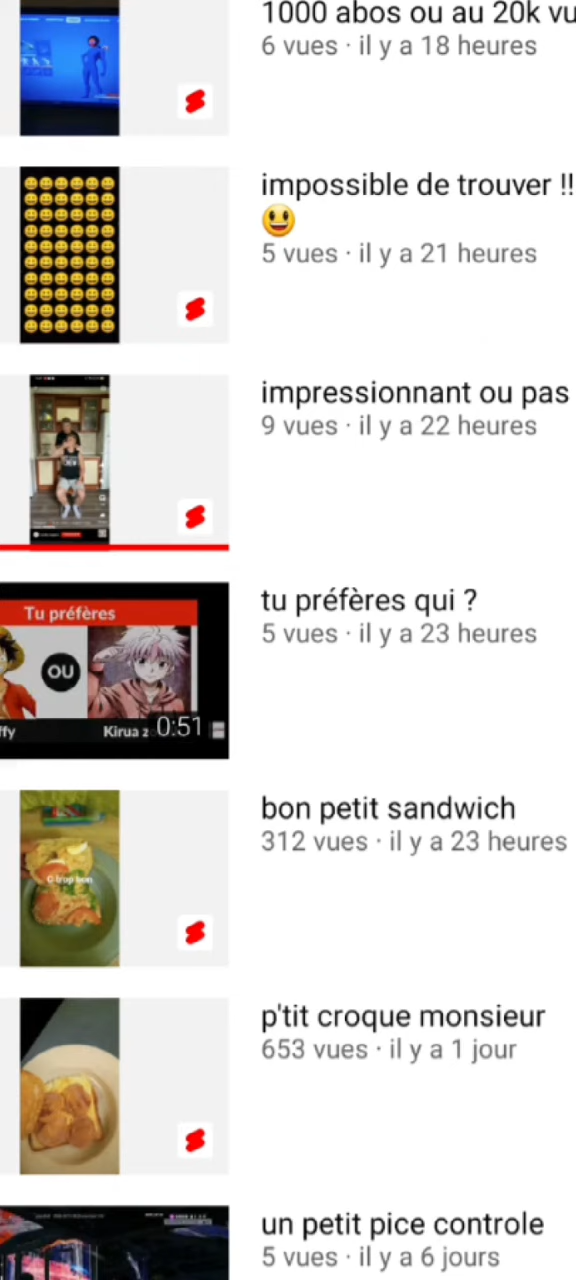 1000 abos ou au 20k vu
6 vues · il y a 18 heures
impossible de trouver !!
😃
5 vues · il y a 21 heures
impressionnant ou pas
9 vues · il y a 22 heures
Tu préfères
OU
ffy
Kirua z
0:51
tu préfères qui ?
5 vues · il y a 23 heures
bon petit sandwich
312 vues · il y a 23 heures
p'tit croque monsieur
653 vues · il y a 1 jour
un petit pice controle
5 vues · il y a 6 jours